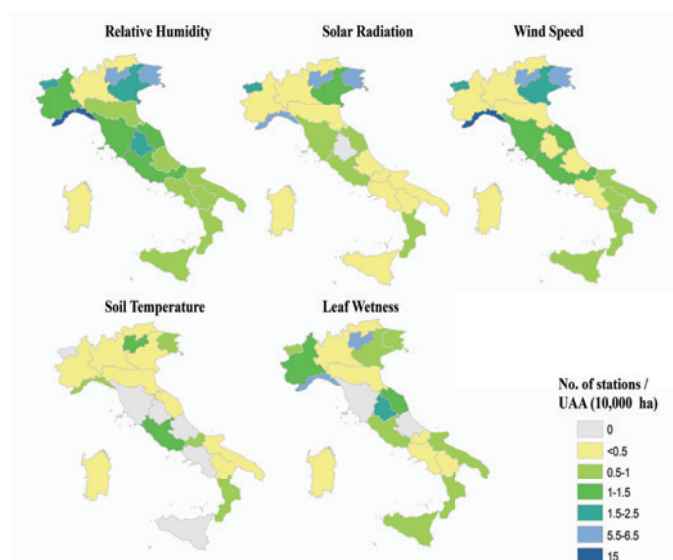 Relative Humidity
Solar Radiation
Wind Speed
Soil Temperature
Leaf Wetness
No. of stations /
UAA (10,000 ha)
0
<0.5
0.5-1
1-1.5
1.5-2.5
5.5-6.5
15